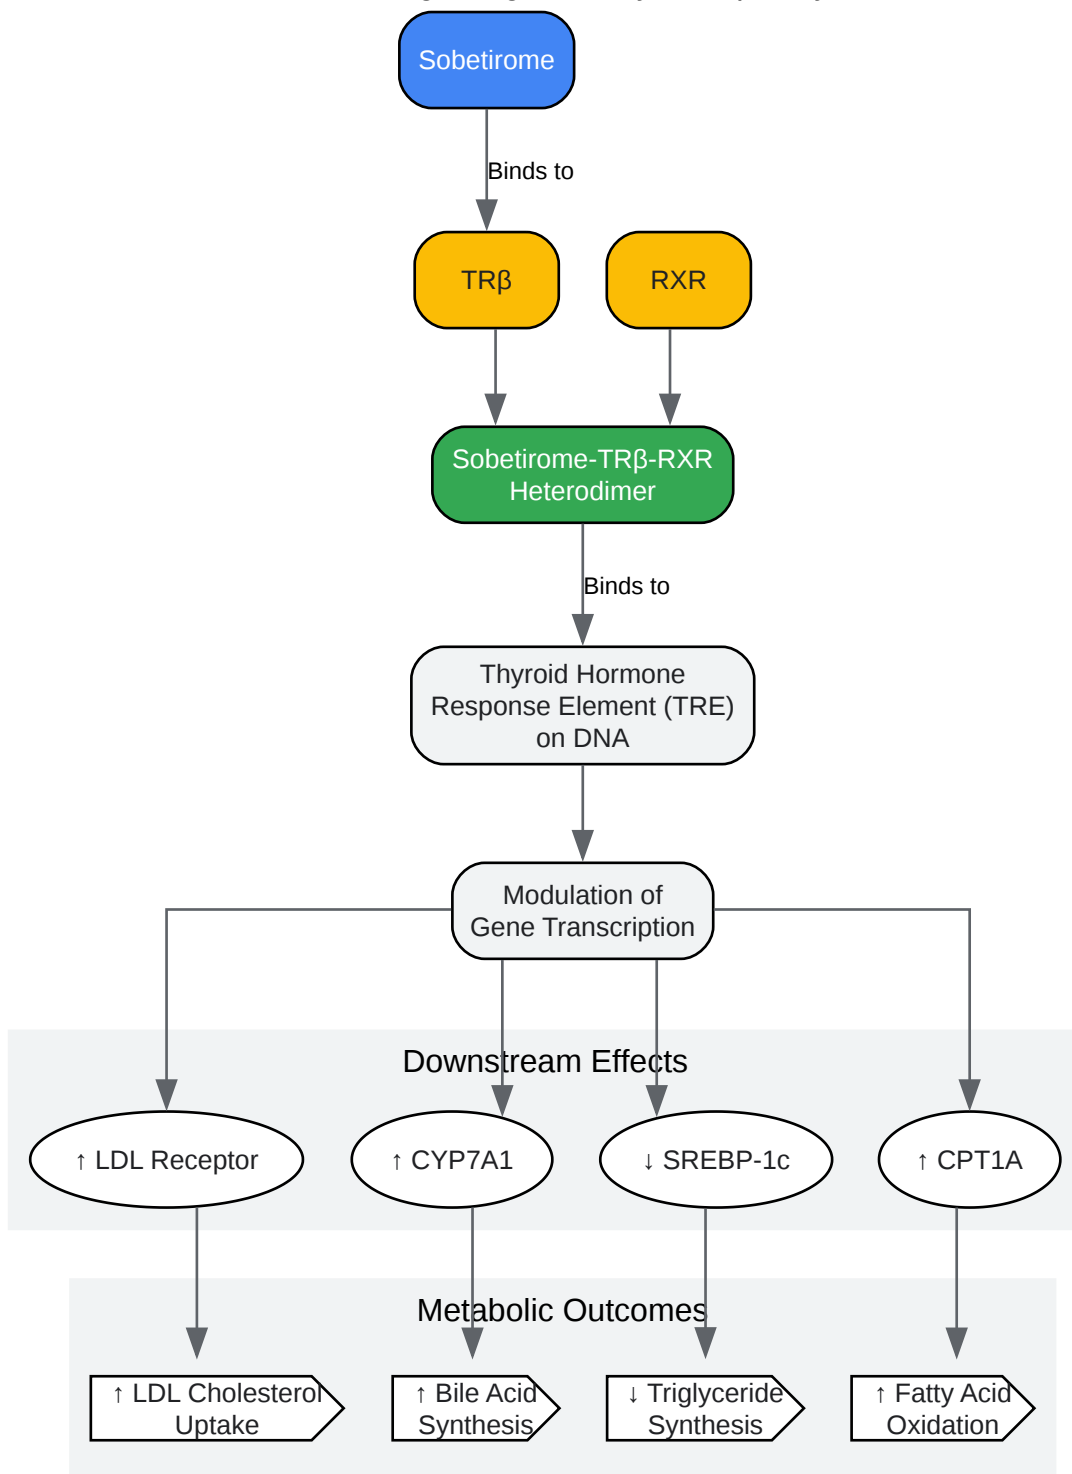 Sobetirome
Binds to
TRβ
RXR
Sobetirome-TRβ-RXR
Heterodimer
Binds to
Thyroid Hormone
Response Element (TRE)
on DNA
Modulation of
Gene Transcription
Downstream Effects
↑ LDL Receptor
↑ CYP7A1
↓ SREBP-1c
↑ CPT1A
Metabolic Outcomes
↑ LDL Cholesterol
Uptake
↑ Bile Acid
Synthesis
↓ Triglyceride
Synthesis
↑ Fatty Acid
Oxidation